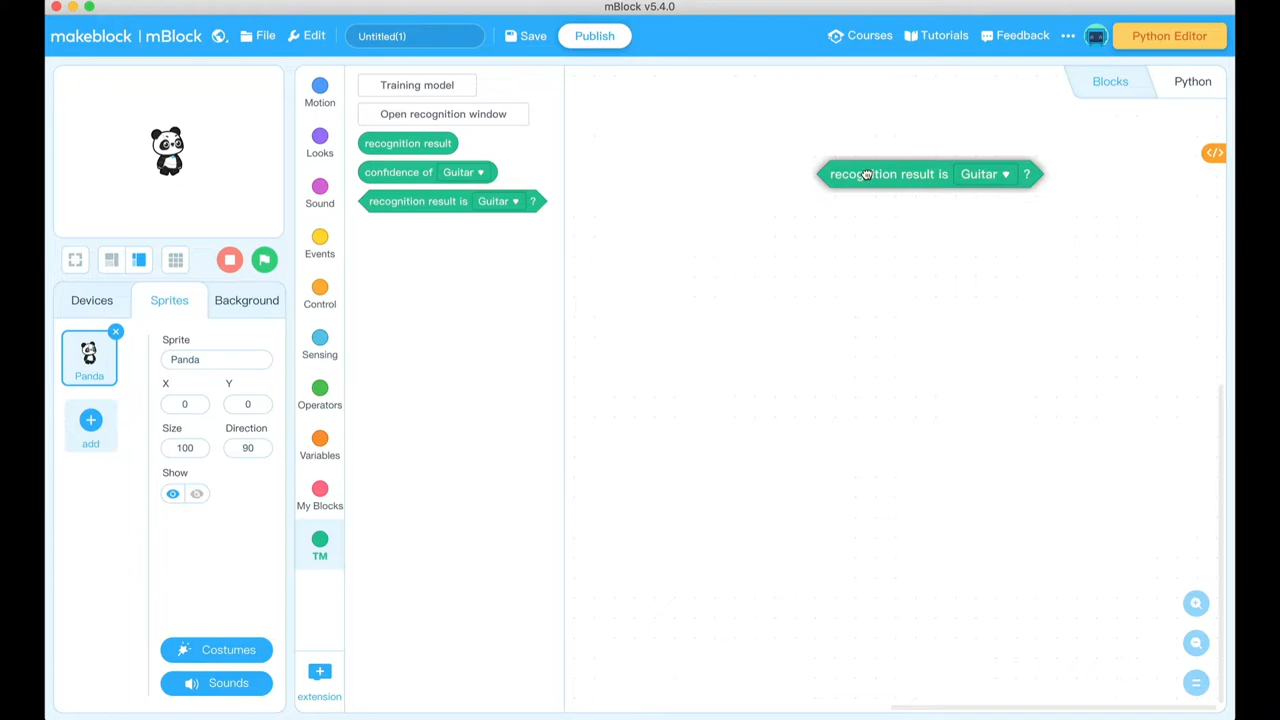 mBlock v5.4.0
makeblock | mBlock File Edit Untitled(1) Save Publish Courses Tutorials Feedback ••• Python Editor
Blocks Python
Motion
Looks
Sound
Events
Control
Sensing
Operators
Variables
My Blocks
TM
+
extension
Training model
Open recognition window
recognition result
confidence of Guitar ▾
recognition result is Guitar ▾ ?
recognition result is Guitar ▾ ?
</>
Devices Sprites Background
Panda
+
add
Sprite
Panda
X Y
0 0
Size Direction
100 90
Show
Costumes
Sounds